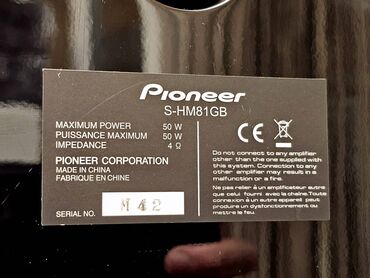 Pioneer
S-HM81GB
MAXIMUM POWER 50 W
PUISSANCE MAXIMUM 50 W
IMPEDANCE 4 Ω
PIONEER CORPORATION
MADE IN CHINA
FABRIQUÉ EN CHINE
SERIAL NO. M42
CE
Do not connect to any amplifier
other than the one supplied
with this system. Connection
to any other amplifier
may result in a
malfunction or fire.
Ne pas relier à un amplificateur autre
que celui fourni avec la chaîne. Toute
connexion à un autre amplificateur peut
produire un dysfonctionnement ou
mettre le feu.